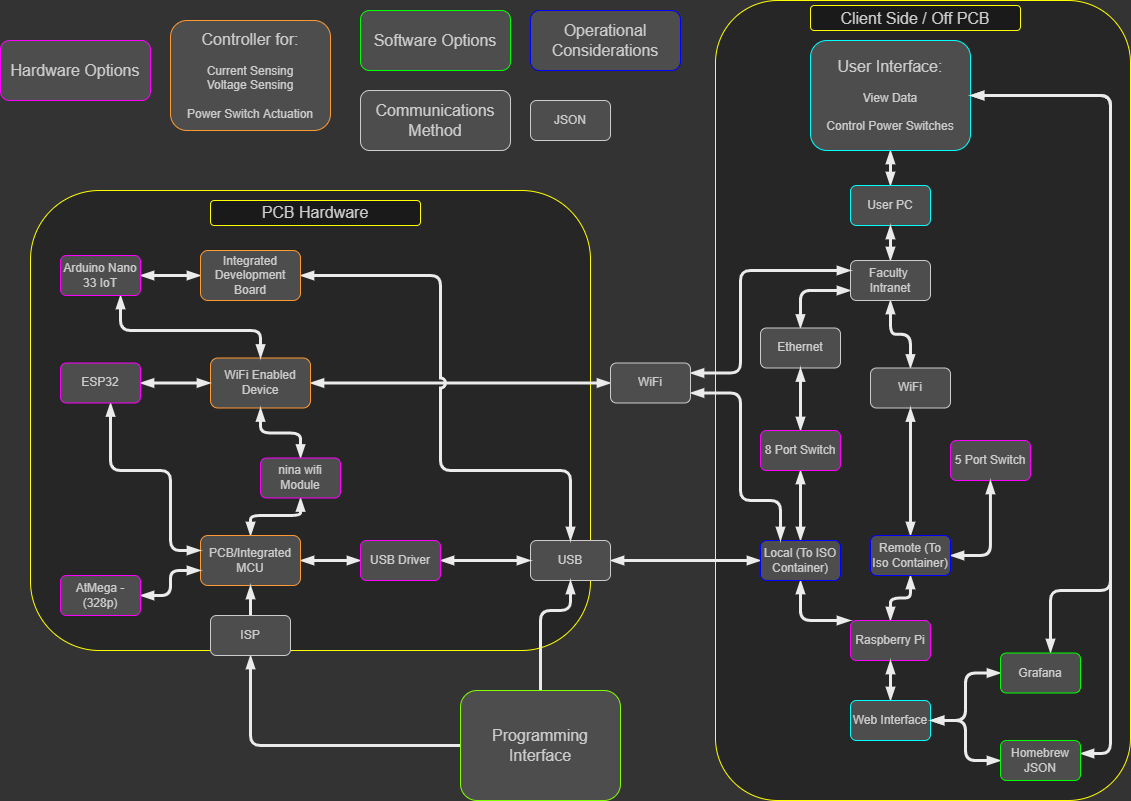 Hardware Options
Controller for:
Current Sensing
Voltage Sensing
Power Switch Actuation
Software Options
Operational
Considerations
Communications
Method
JSON
Client Side / Off PCB
User Interface:
View Data
Control Power Switches
User PC
Faculty
Intranet
Ethernet
WiFi
8 Port Switch
5 Port Switch
Local (To ISO
Container)
Remote (To
Iso Container)
Raspberry Pi
Web Interface
Grafana
Homebrew
JSON
WiFi
PCB Hardware
Arduino Nano
33 IoT
Integrated
Development
Board
ESP32
WiFi Enabled
Device
nina wifi
Module
PCB/Integrated
MCU
USB Driver
USB
AtMega -
(328p)
ISP
Programming
Interface